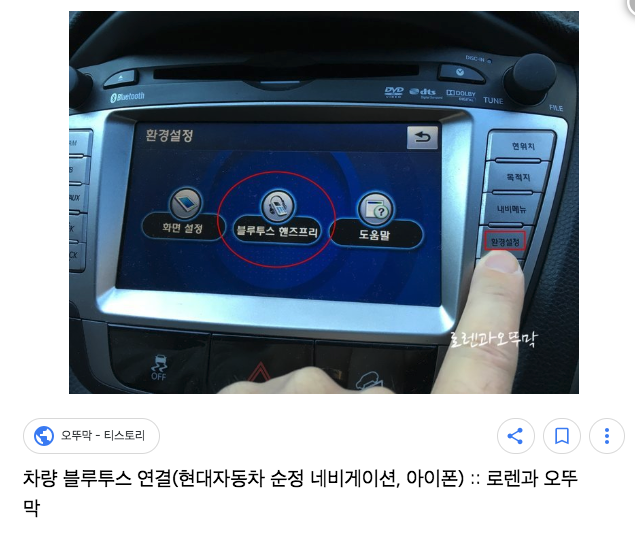 DISC-IN
Bluetooth
DVD
dts
DOLBY
DIGITAL
TUNE
FILE
환경설정
화면 설정
블루투스 핸즈프리
도움말
AUX
현위치
목적지
내비메뉴
환경설정
OFF
로렌과오뚜막
오뚜막 - 티스토리
차량 블루투스 연결(현대자동차 순정 네비게이션, 아이폰) :: 로렌과 오뚜
막